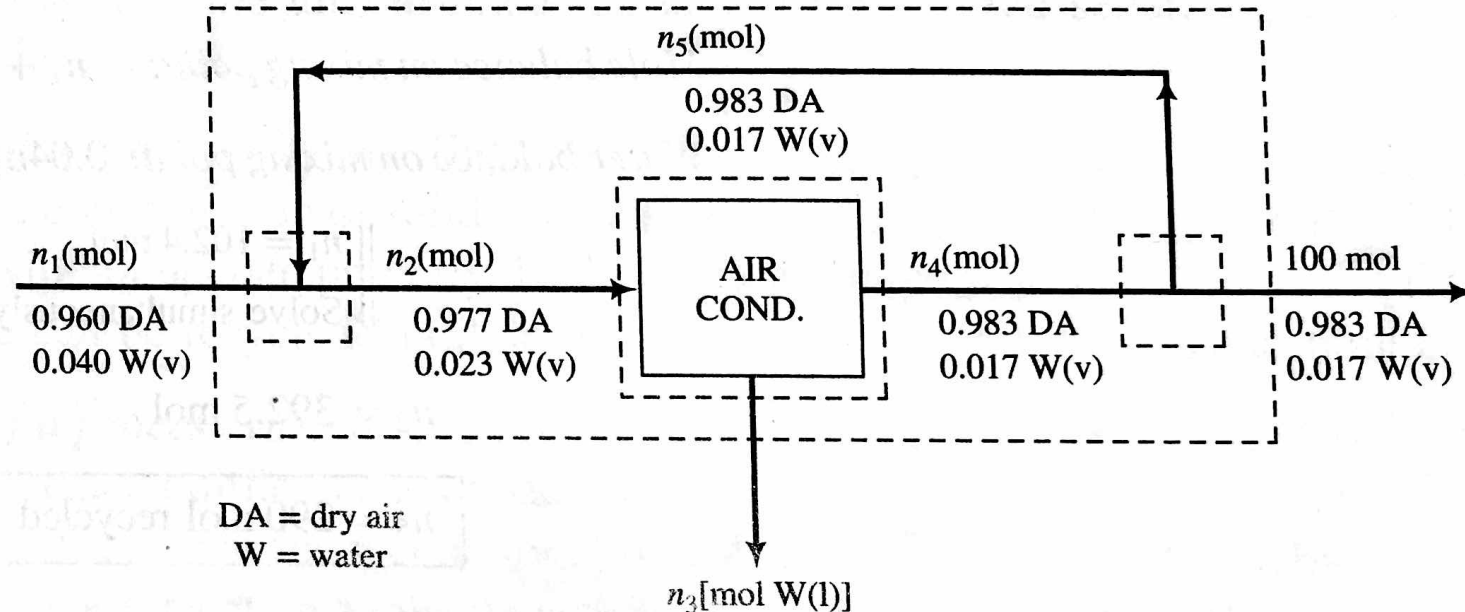 n₅(mol)
0.983 DA
0.017 W(v)
n₁(mol)
0.960 DA
0.040 W(v)
n₂(mol)
0.977 DA
0.023 W(v)
AIR
COND.
n₄(mol)
0.983 DA
0.017 W(v)
100 mol
0.983 DA
0.017 W(v)
DA = dry air
W = water
n₃[mol W(l)]